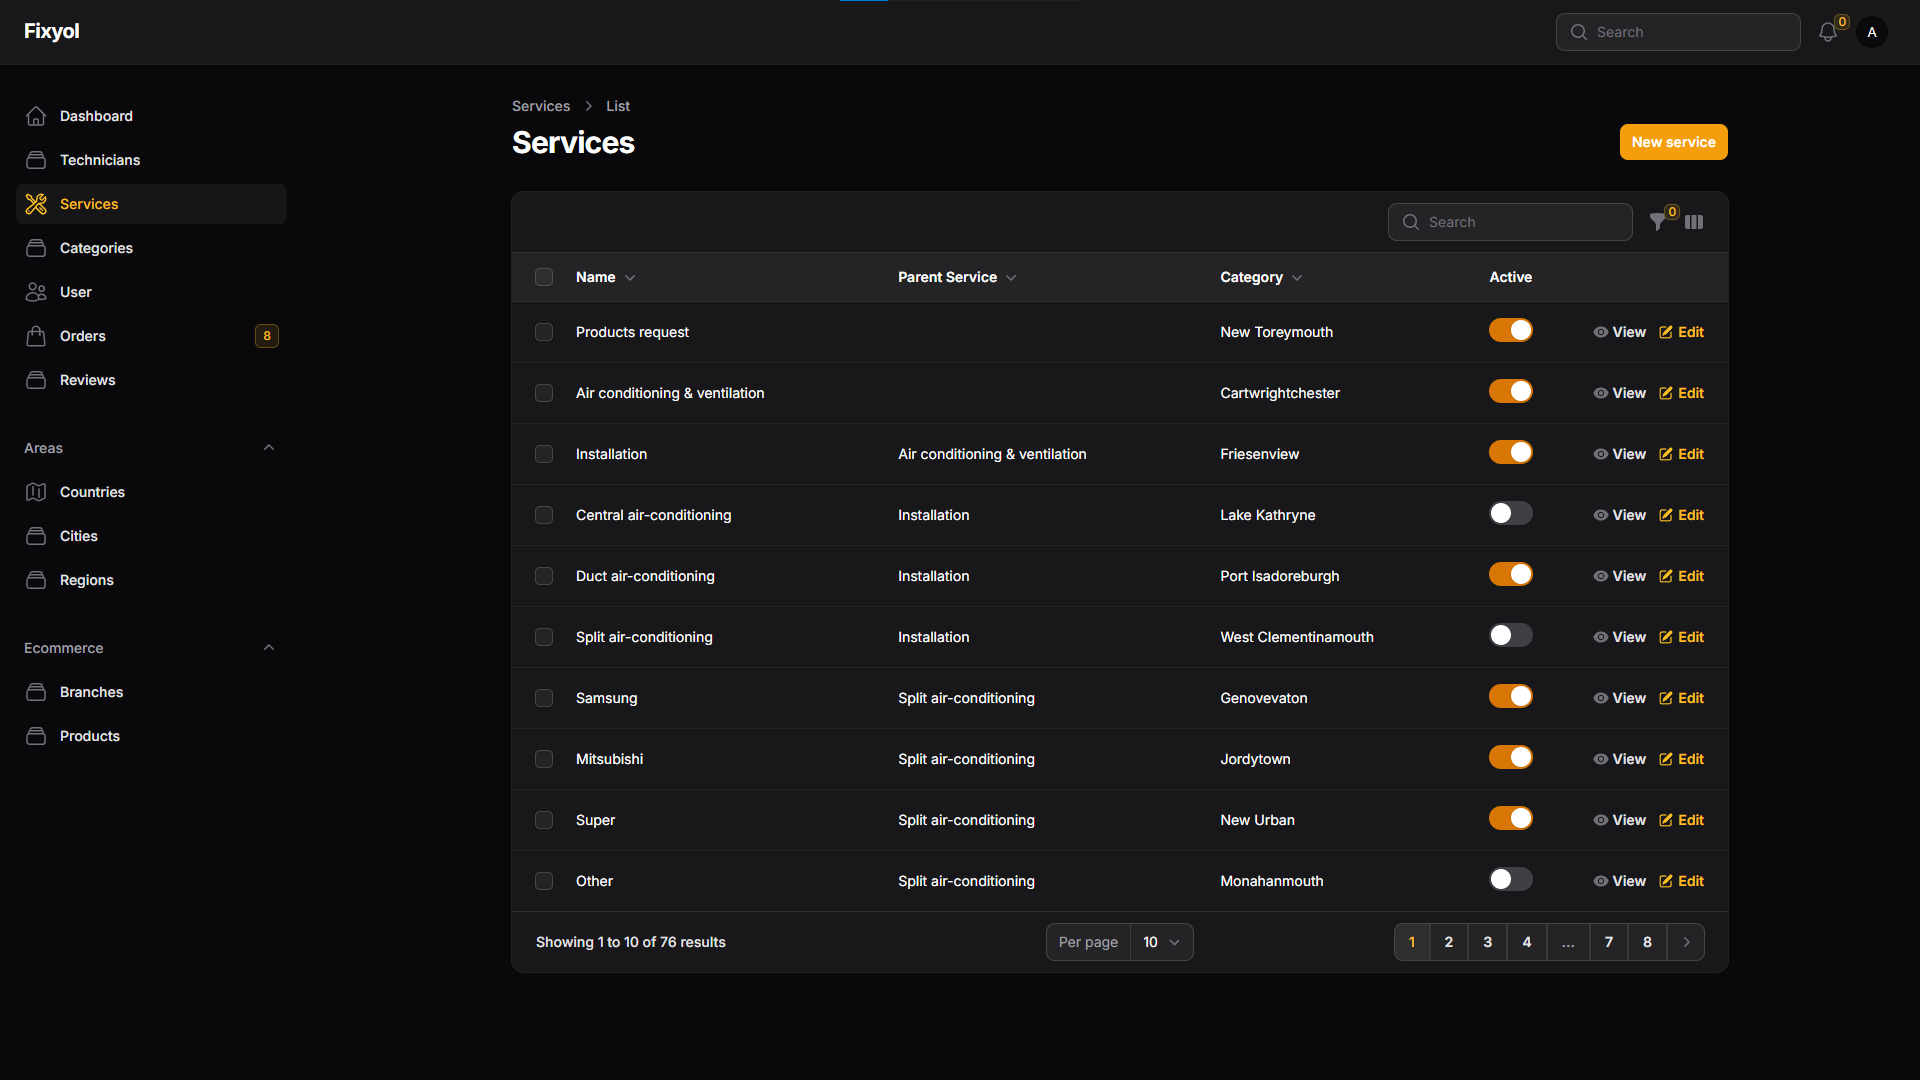 Fixyol
Search
0
A
Dashboard
Technicians
Services
Categories
User
Orders
8
Reviews
Areas
Countries
Cities
Regions
Ecommerce
Branches
Products
Services > List
Services
New service
Search
0
Name Parent Service Category Active
Products request New Toreymouth View Edit
Air conditioning & ventilation Cartwrightchester View Edit
Installation Air conditioning & ventilation Friesenview View Edit
Central air-conditioning Installation Lake Kathryne View Edit
Duct air-conditioning Installation Port Isadoreburgh View Edit
Split air-conditioning Installation West Clementinamouth View Edit
Samsung Split air-conditioning Genovevaton View Edit
Mitsubishi Split air-conditioning Jordytown View Edit
Super Split air-conditioning New Urban View Edit
Other Split air-conditioning Monahanmouth View Edit
Showing 1 to 10 of 76 results Per page 10 1 2 3 4 ... 7 8